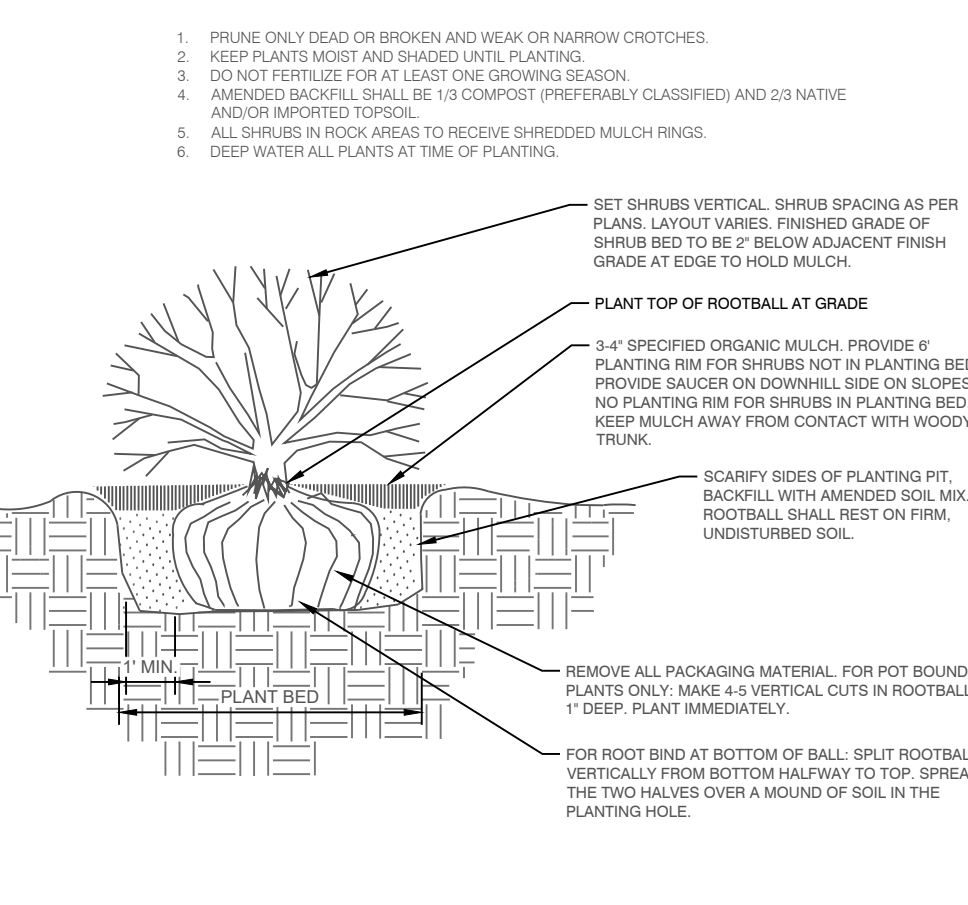 1. PRUNE ONLY DEAD OR BROKEN AND WEAK OR NARROW CROTCHES.
2. KEEP PLANTS MOIST AND SHADED UNTIL PLANTING.
3. DO NOT FERTILIZE FOR AT LEAST ONE GROWING SEASON.
4. AMENDED BACKFILL SHALL BE 1/3 COMPOST (PREFERABLY CLASSIFIED) AND 2/3 NATIVE
AND/OR IMPORTED TOPSOIL.
5. ALL SHRUBS IN ROCK AREAS TO RECEIVE SHREDDED MULCH RINGS.
6. DEEP WATER ALL PLANTS AT TIME OF PLANTING.
SET SHRUBS VERTICAL. SHRUB SPACING AS PER
PLANS. LAYOUT VARIES. FINISHED GRADE OF
SHRUB BED TO BE 2" BELOW ADJACENT FINISH
GRADE AT EDGE TO HOLD MULCH.
PLANT TOP OF ROOTBALL AT GRADE
3-4" SPECIFIED ORGANIC MULCH. PROVIDE 6'
PLANTING RIM FOR SHRUBS NOT IN PLANTING BED
PROVIDE SAUCER ON DOWNHILL SIDE ON SLOPES
NO PLANTING RIM FOR SHRUBS IN PLANTING BED
KEEP MULCH AWAY FROM CONTACT WITH WOODY
TRUNK.
SCARIFY SIDES OF PLANTING PIT,
BACKFILL WITH AMENDED SOIL MIX.
ROOTBALL SHALL REST ON FIRM,
UNDISTURBED SOIL.
1' MIN.
PLANT BED
REMOVE ALL PACKAGING MATERIAL. FOR POT BOUND
PLANTS ONLY: MAKE 4-5 VERTICAL CUTS IN ROOTBALL
1" DEEP. PLANT IMMEDIATELY.
FOR ROOT BIND AT BOTTOM OF BALL: SPLIT ROOTBAL
VERTICALLY FROM BOTTOM HALFWAY TO TOP. SPREA
THE TWO HALVES OVER A MOUND OF SOIL IN THE
PLANTING HOLE.